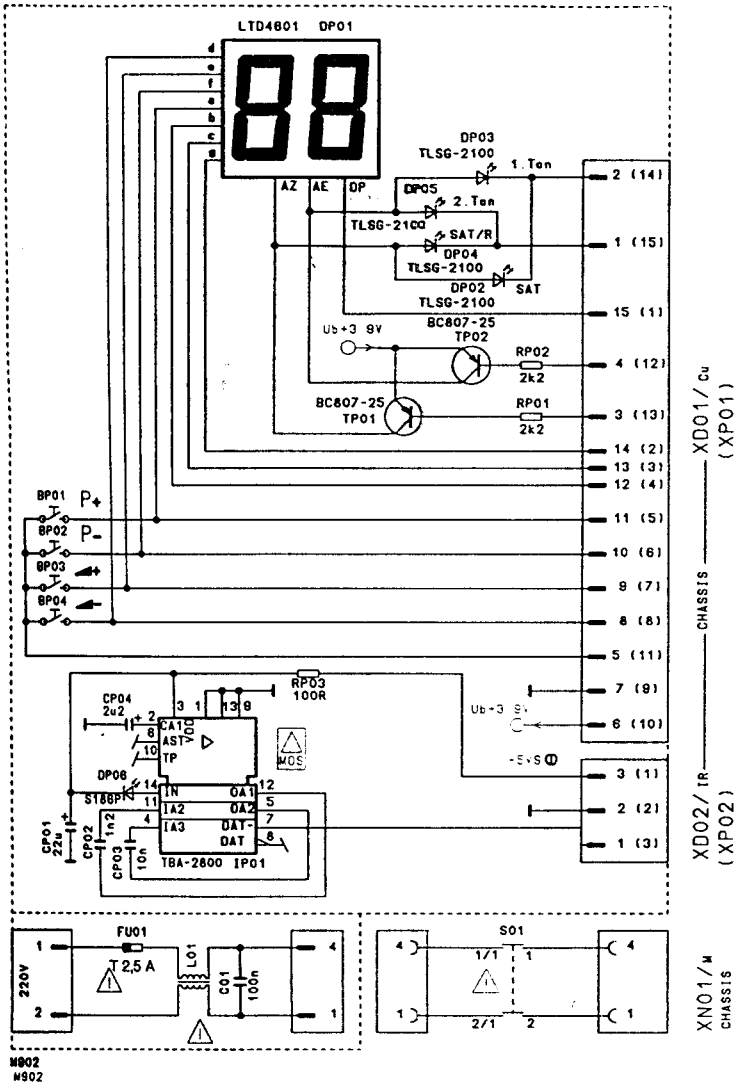 LTD4601 DP01
d
e
f
a
b
c
g
AZ AE DP
DP03
TLSG-2100
1.Ton
DP05
2.Ton
TLSG-2100
SAT/R
DP04
TLSG-2100
DP02
SAT
TLSG-2100
2 (14)
1 (15)
15 (1)
BC807-25
TP02
Ub+3 9V
RP02
2k2
4 (12)
BC807-25
TP01
RP01
2k2
3 (13)
14 (2)
13 (3)
12 (4)
BP01 P+
11 (5)
BP02 P-
10 (6)
BP03 +
9 (7)
BP04 -
8 (8)
5 (11)
RP03
100R
7 (9)
Ub+3 9V
6 (10)
XD01/Cu
(XP01)
CHASSIS
CP04
2u2
+
3 1 13 9
2 CA1
VDD
8 AST
10 TP
MOS
-5VS
DP06
S186P
14 IN OA1 12
11 IA2 OA2 5
4 IA3 DAT- 7
DAT 6
TBA-2800 IP01
CP01
22u
+
CP02
1n2
CP03
10n
3 (1)
2 (2)
1 (3)
XD02/IR
(XP02)
220V
1
2
FU01
T 2,5 A
L01
C01
100n
4
1
S01
4
1/1
1
4
1
2/1
2
1
XN01/M
CHASSIS
M902
M902